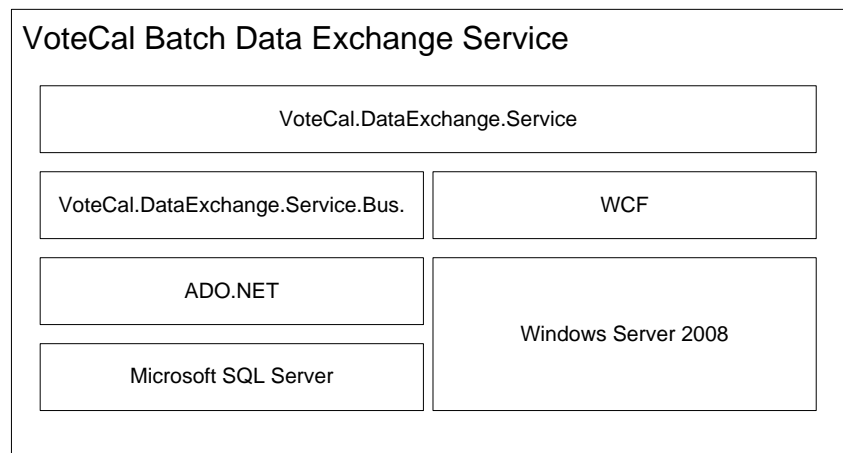 VoteCal Batch Data Exchange Service
VoteCal.DataExchange.Service
VoteCal.DataExchange.Service.Bus.
WCF
ADO.NET
Windows Server 2008
Microsoft SQL Server